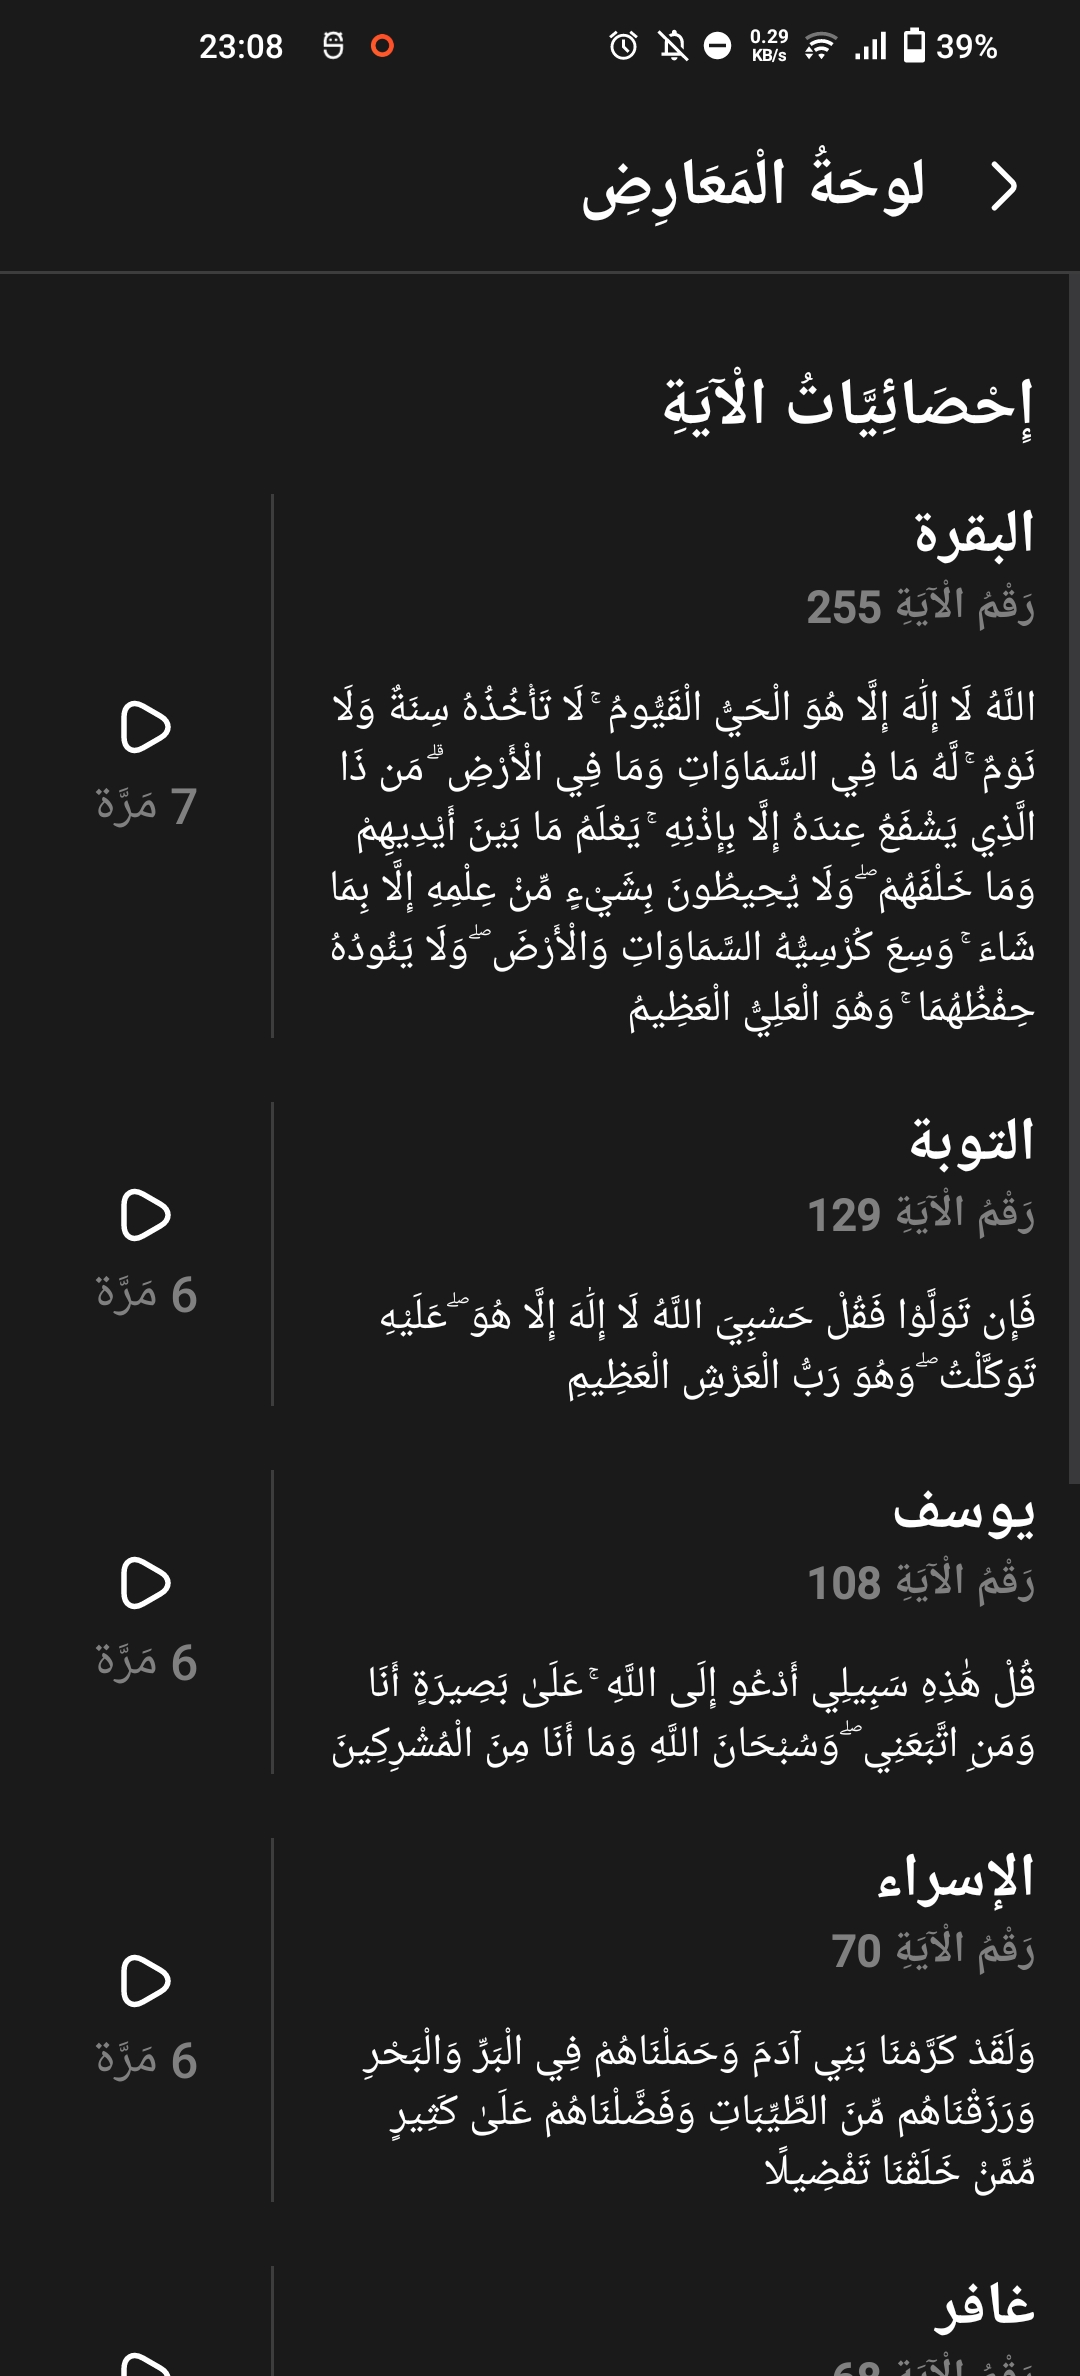 23:08
0.29
KB/s
39%
لوحَةُ الْمَعَارِضِ
إِحْصَائِيَّاتُ الْآيَةِ
البقرة
رَقْمُ الْآيَةِ 255
اللَّهُ لَا إِلَٰهَ إِلَّا هُوَ الْحَيُّ الْقَيُّومُ ۚ لَا تَأْخُذُهُ سِنَةٌ وَلَا
نَوْمٌ ۚ لَّهُ مَا فِي السَّمَاوَاتِ وَمَا فِي الْأَرْضِ ۗ مَن ذَا
الَّذِي يَشْفَعُ عِندَهُ إِلَّا بِإِذْنِهِ ۚ يَعْلَمُ مَا بَيْنَ أَيْدِيهِمْ
وَمَا خَلْفَهُمْ ۖ وَلَا يُحِيطُونَ بِشَيْءٍ مِّنْ عِلْمِهِ إِلَّا بِمَا
شَاءَ ۚ وَسِعَ كُرْسِيُّهُ السَّمَاوَاتِ وَالْأَرْضَ ۖ وَلَا يَئُودُهُ
حِفْظُهُمَا ۚ وَهُوَ الْعَلِيُّ الْعَظِيمُ
7 مَرَّة
التوبة
رَقْمُ الْآيَةِ 129
فَإِن تَوَلَّوْا فَقُلْ حَسْبِيَ اللَّهُ لَا إِلَٰهَ إِلَّا هُوَ ۖ عَلَيْهِ
تَوَكَّلْتُ ۖ وَهُوَ رَبُّ الْعَرْشِ الْعَظِيمِ
6 مَرَّة
يوسف
رَقْمُ الْآيَةِ 108
قُلْ هَٰذِهِ سَبِيلِي أَدْعُو إِلَى اللَّهِ ۚ عَلَىٰ بَصِيرَةٍ أَنَا
وَمَنِ اتَّبَعَنِي ۖ وَسُبْحَانَ اللَّهِ وَمَا أَنَا مِنَ الْمُشْرِكِينَ
6 مَرَّة
الإسراء
رَقْمُ الْآيَةِ 70
وَلَقَدْ كَرَّمْنَا بَنِي آدَمَ وَحَمَلْنَاهُمْ فِي الْبَرِّ وَالْبَحْرِ
وَرَزَقْنَاهُم مِّنَ الطَّيِّبَاتِ وَفَضَّلْنَاهُمْ عَلَىٰ كَثِيرٍ
مِّمَّنْ خَلَقْنَا تَفْضِيلًا
6 مَرَّة
غافر
رَقْمُ الْآيَةِ 68